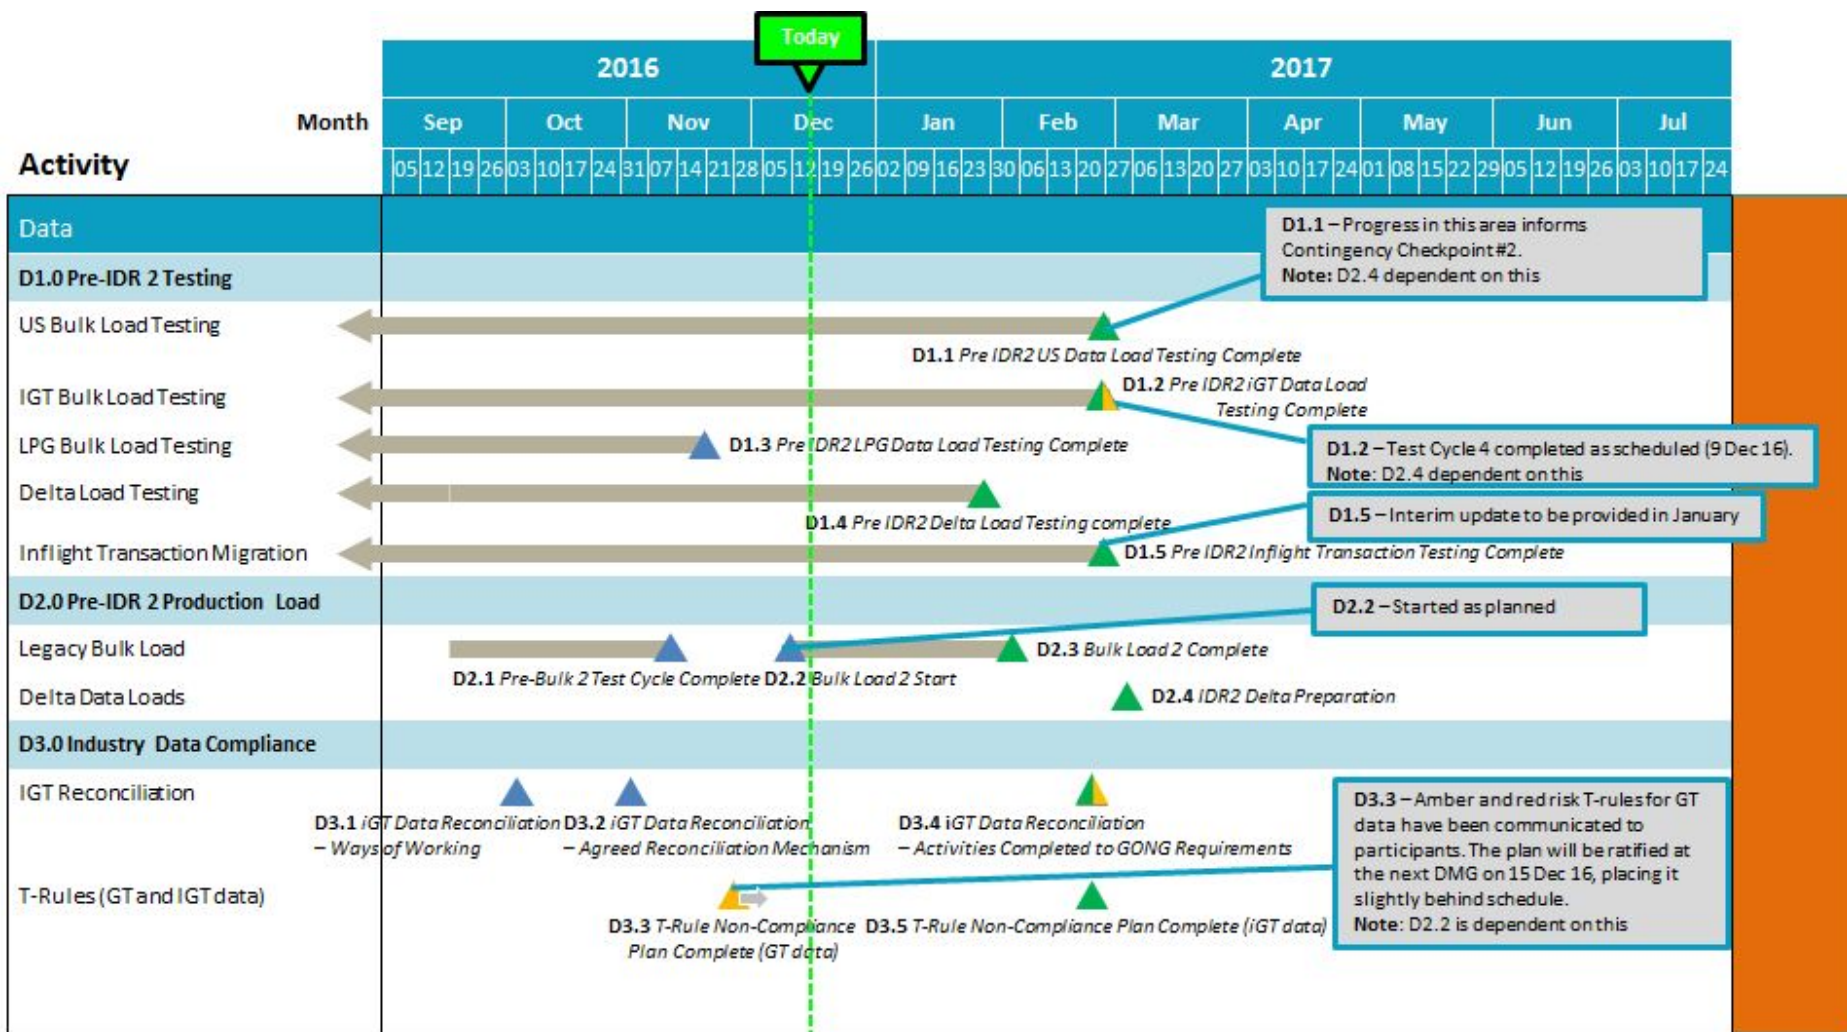 Today
2016
2017
Month
Sep
Oct
Nov
Dec
Jan
Feb
Mar
Apr
May
Jun
Jul
Activity
05 12 19 26 03 10 17 24 31 07 14 21 28 05 12 19 26 02 09 16 23 30 06 13 20 27 06 13 20 27 03 10 17 24 01 08 15 22 29 05 12 19 26 03 10 17 24
Data
D1.1 – Progress in this area informs
Contingency Checkpoint #2.
Note: D2.4 dependent on this
D1.0 Pre-IDR 2 Testing
US Bulk Load Testing
D1.1 Pre IDR2 US Data Load Testing Complete
IGT Bulk Load Testing
D1.2 Pre IDR2 iGT Data Load
Testing Complete
LPG Bulk Load Testing
D1.3 Pre IDR2 LPG Data Load Testing Complete
D1.2 – Test Cycle 4 completed as scheduled (9 Dec 16).
Note: D2.4 dependent on this
Delta Load Testing
D1.4 Pre IDR2 Delta Load Testing complete
D1.5 – Interim update to be provided in January
Inflight Transaction Migration
D1.5 Pre IDR2 Inflight Transaction Testing Complete
D2.0 Pre-IDR 2 Production Load
D2.2 – Started as planned
Legacy Bulk Load
D2.3 Bulk Load 2 Complete
D2.1 Pre-Bulk 2 Test Cycle Complete
D2.2 Bulk Load 2 Start
Delta Data Loads
D2.4 IDR2 Delta Preparation
D3.0 Industry Data Compliance
IGT Reconciliation
D3.1 iGT Data Reconciliation
– Ways of Working
D3.2 iGT Data Reconciliation
– Agreed Reconciliation Mechanism
D3.4 iGT Data Reconciliation
– Activities Completed to GONG Requirements
D3.3 – Amber and red risk T-rules for GT
data have been communicated to
participants. The plan will be ratified at
the next DMG on 15 Dec 16, placing it
slightly behind schedule.
Note: D2.2 is dependent on this
T-Rules (GT and IGT data)
D3.3 T-Rule Non-Compliance
Plan Complete (GT data)
D3.5 T-Rule Non-Compliance Plan Complete (iGT data)